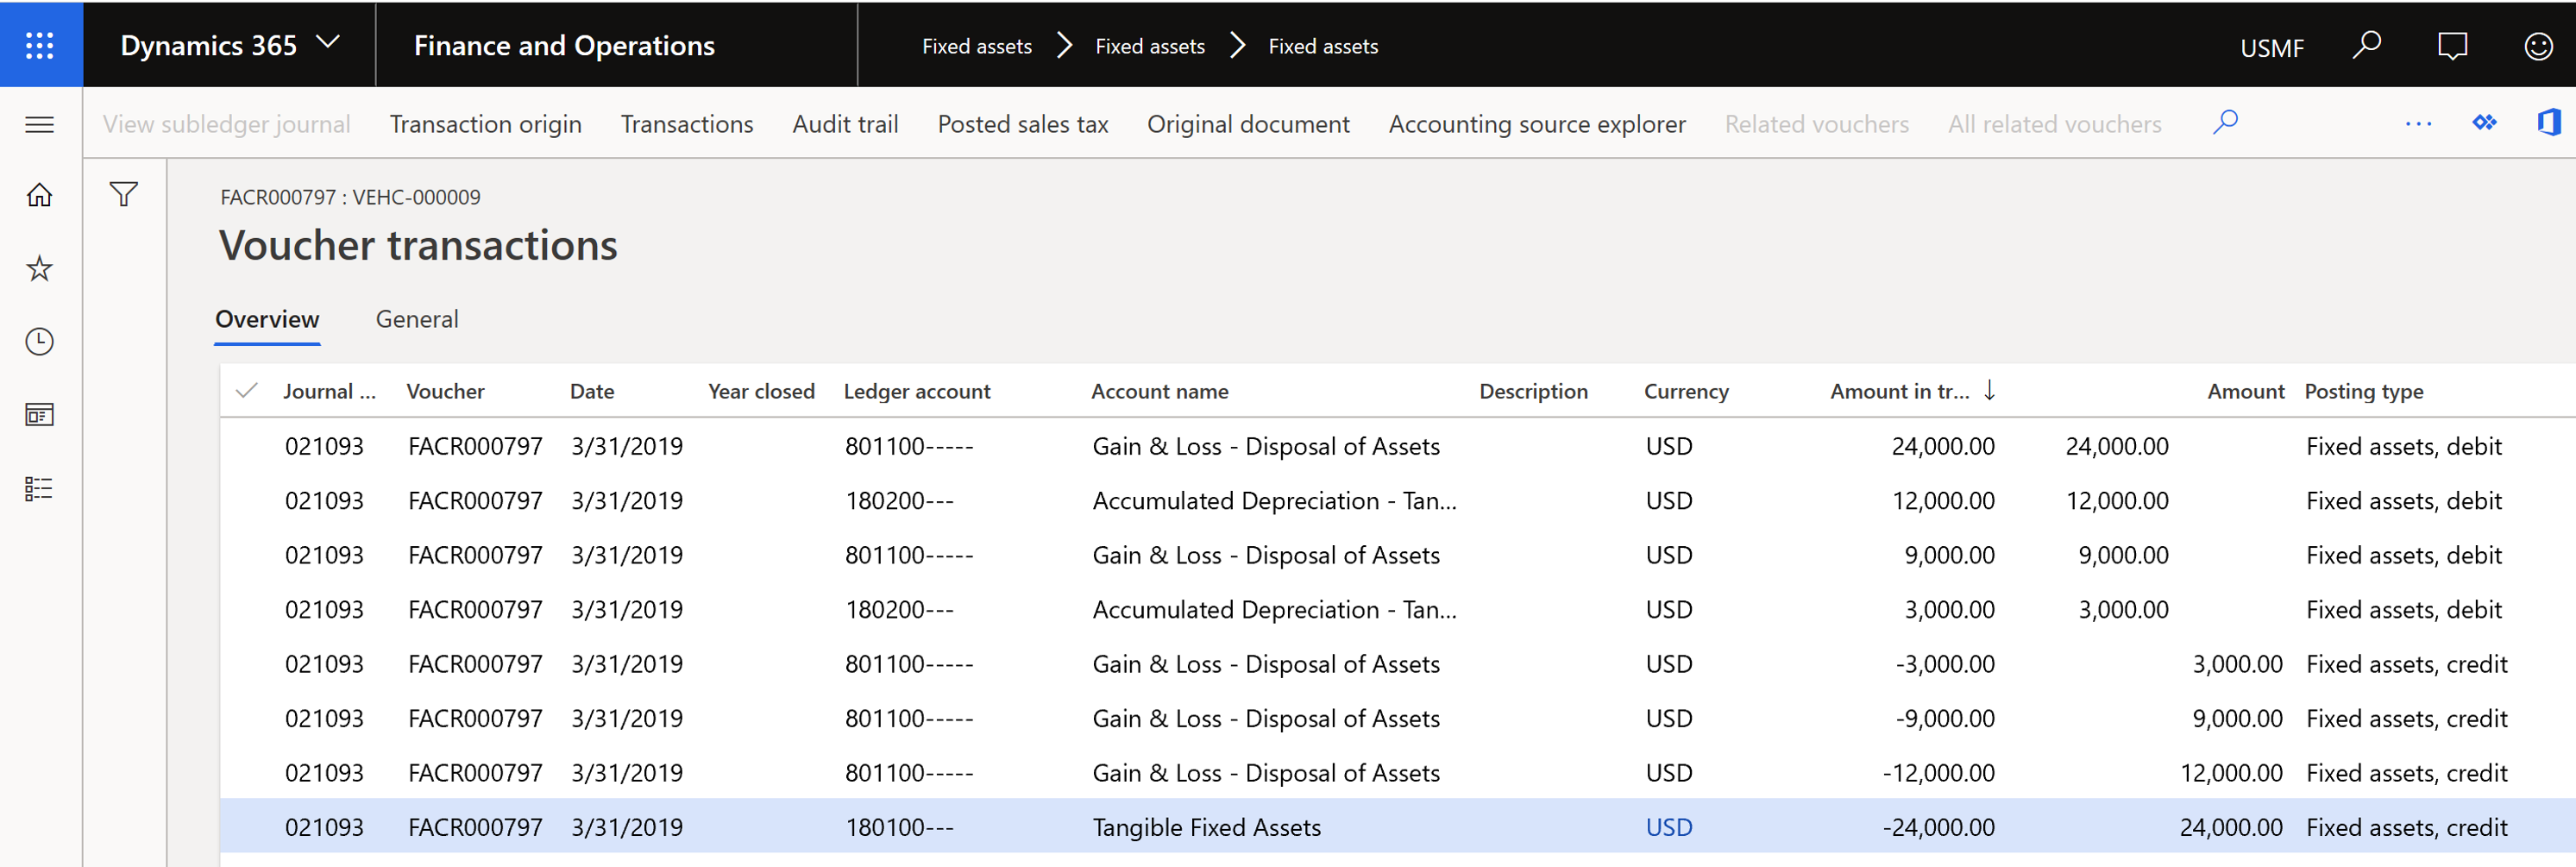 Dynamics 365 Finance and Operations Fixed assets Fixed assets Fixed assets USMF
View subledger journal Transaction origin Transactions Audit trail Posted sales tax Original document Accounting source explorer Related vouchers All related vouchers ...
FACR000797 : VEHC-000009
Voucher transactions
Overview General
Journal ... Voucher Date Year closed Ledger account Account name Description Currency Amount in tr... ↓ Amount Posting type
021093 FACR000797 3/31/2019 801100----- Gain & Loss - Disposal of Assets USD 24,000.00 24,000.00 Fixed assets, debit
021093 FACR000797 3/31/2019 180200--- Accumulated Depreciation - Tan... USD 12,000.00 12,000.00 Fixed assets, debit
021093 FACR000797 3/31/2019 801100----- Gain & Loss - Disposal of Assets USD 9,000.00 9,000.00 Fixed assets, debit
021093 FACR000797 3/31/2019 180200--- Accumulated Depreciation - Tan... USD 3,000.00 3,000.00 Fixed assets, debit
021093 FACR000797 3/31/2019 801100----- Gain & Loss - Disposal of Assets USD -3,000.00 3,000.00 Fixed assets, credit
021093 FACR000797 3/31/2019 801100----- Gain & Loss - Disposal of Assets USD -9,000.00 9,000.00 Fixed assets, credit
021093 FACR000797 3/31/2019 801100----- Gain & Loss - Disposal of Assets USD -12,000.00 12,000.00 Fixed assets, credit
021093 FACR000797 3/31/2019 180100--- Tangible Fixed Assets USD -24,000.00 24,000.00 Fixed assets, credit